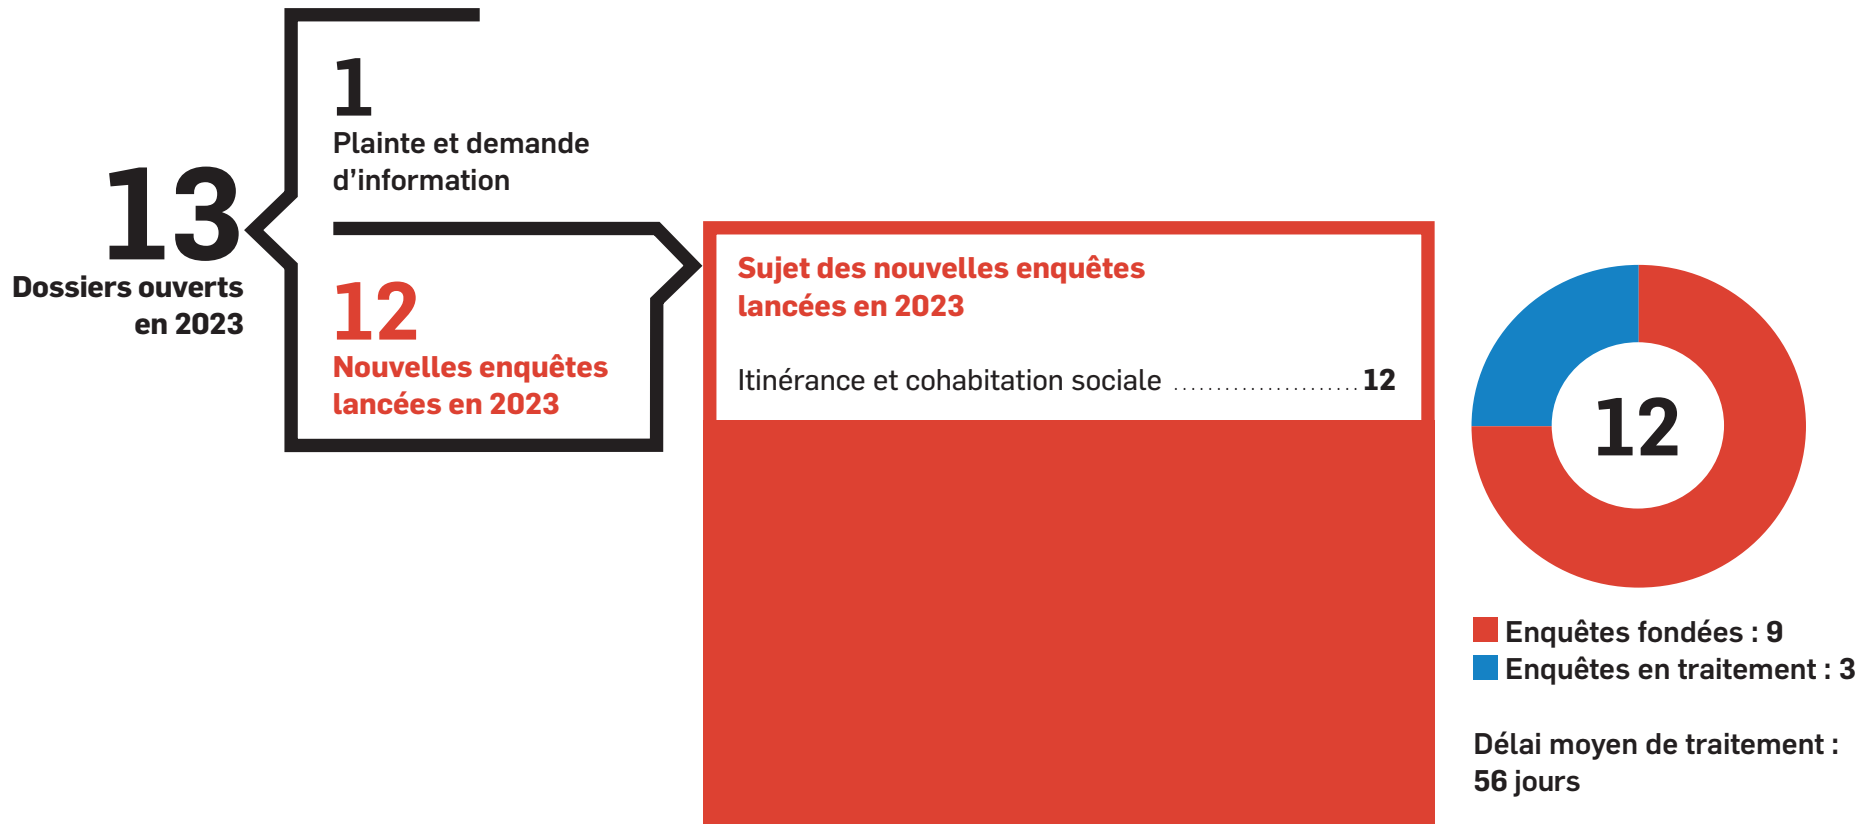 13
Dossiers ouverts
en 2023
1
Plainte et demande
d’information
12
Nouvelles enquêtes
lancées en 2023
Sujet des nouvelles enquêtes
lancées en 2023
Itinérance et cohabitation sociale ...................... 12
12
Enquêtes fondées : 9
Enquêtes en traitement : 3
Délai moyen de traitement :
56 jours